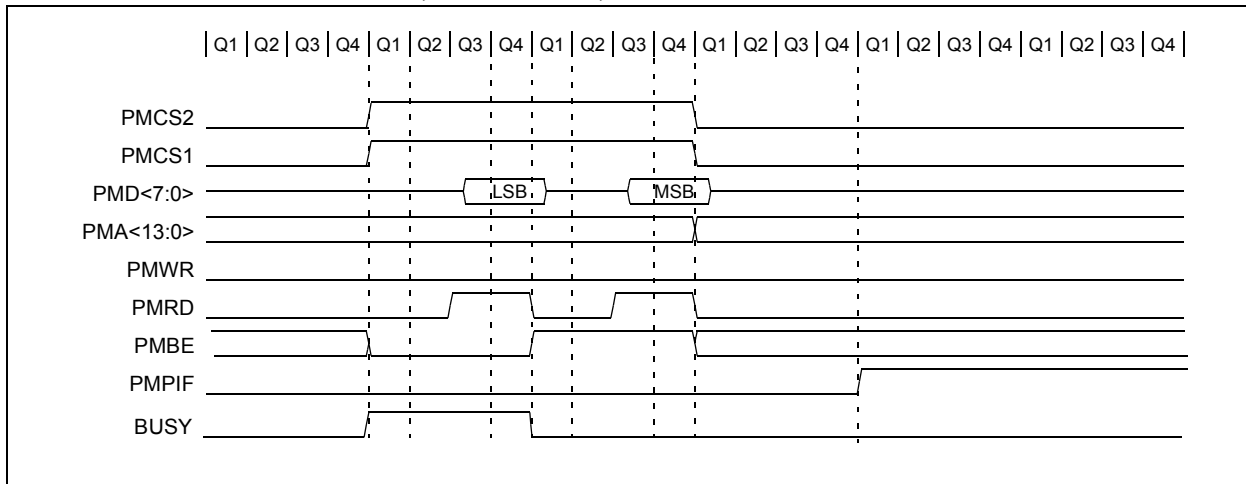 Q1 Q2 Q3 Q4 Q1 Q2 Q3 Q4 Q1 Q2 Q3 Q4 Q1 Q2 Q3 Q4 Q1 Q2 Q3 Q4 Q1 Q2 Q3 Q4
PMCS2
PMCS1
PMD<7:0> LSB MSB
PMA<13:0>
PMWR
PMRD
PMBE
PMPIF
BUSY